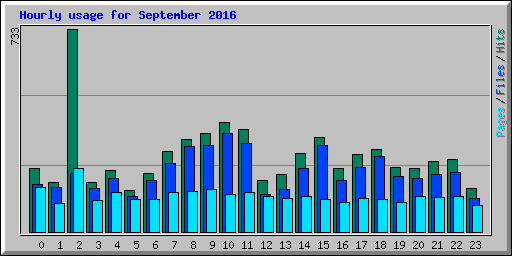 Hourly usage for September 2016
733
Pages / Files / Hits
0 1 2 3 4 5 6 7 8 9 10 11 12 13 14 15 16 17 18 19 20 21 22 23